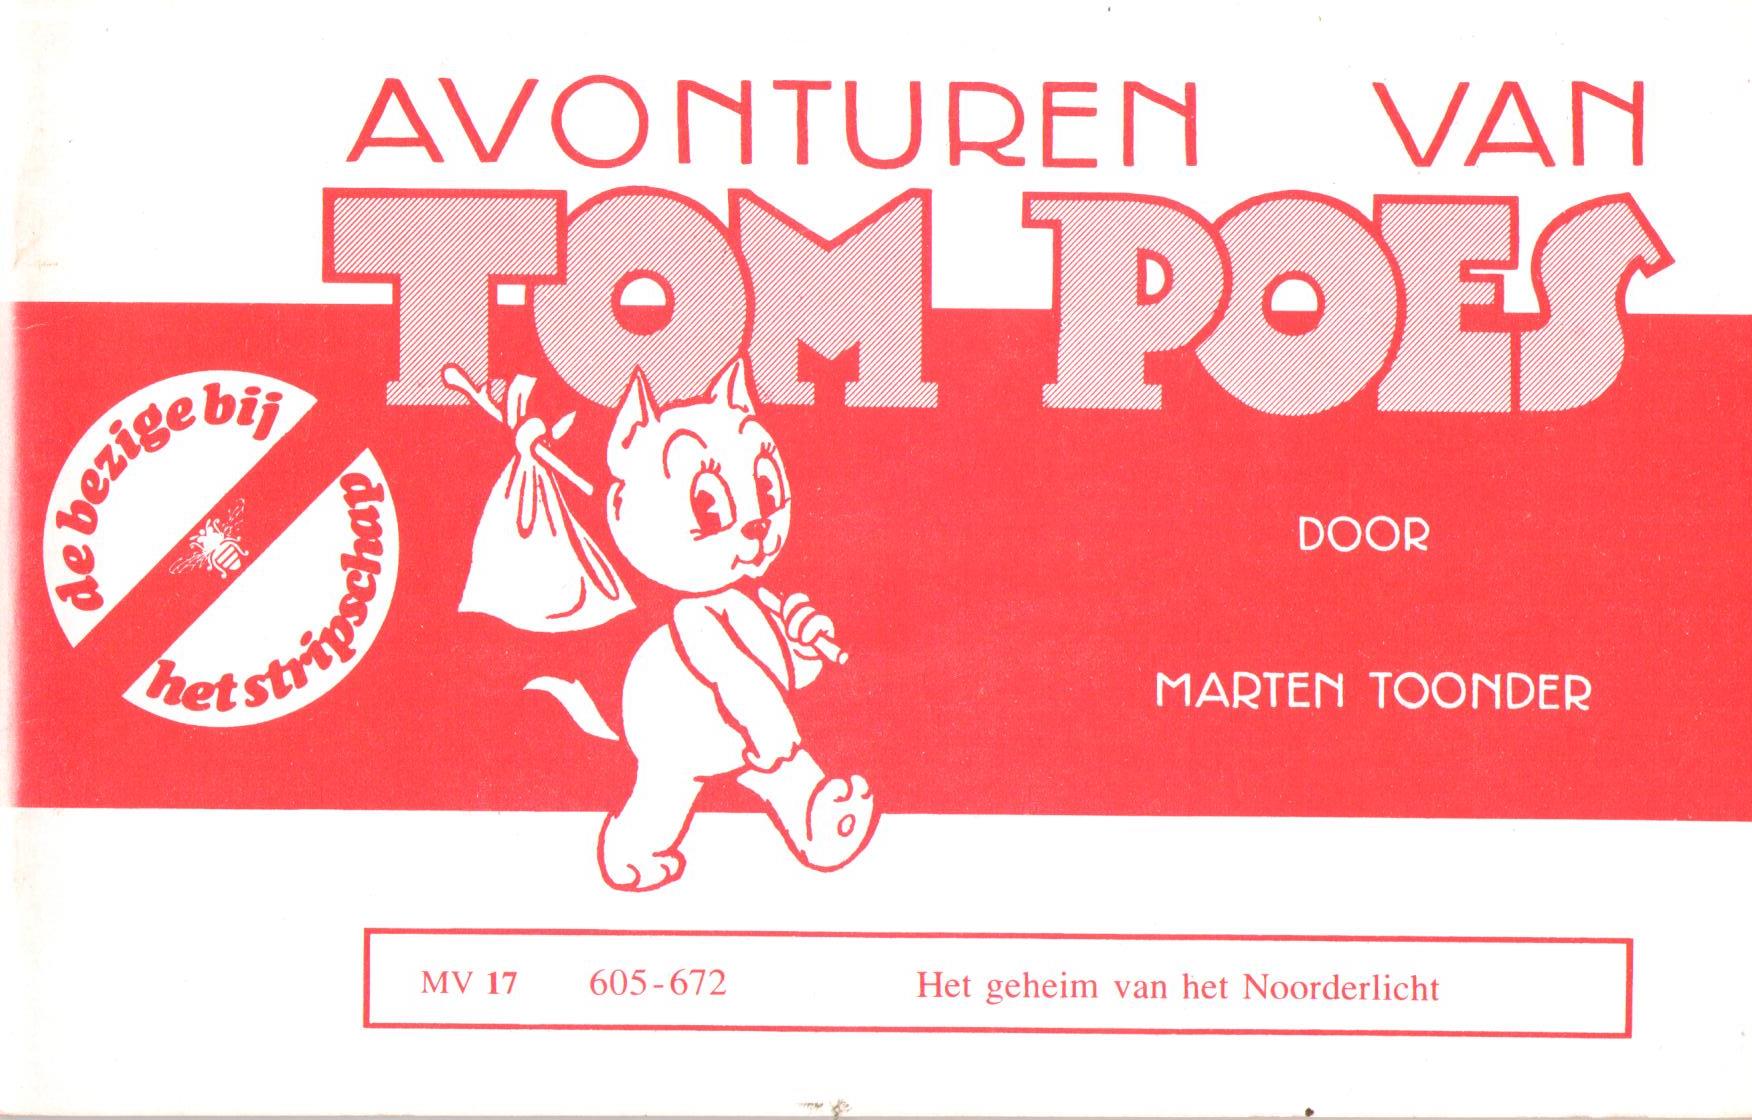 AVONTUREN VAN
TOM POES
de bezige bij
het stripschap
DOOR
MARTEN TOONDER
MV 17 605-672 Het geheim van het Noorderlicht